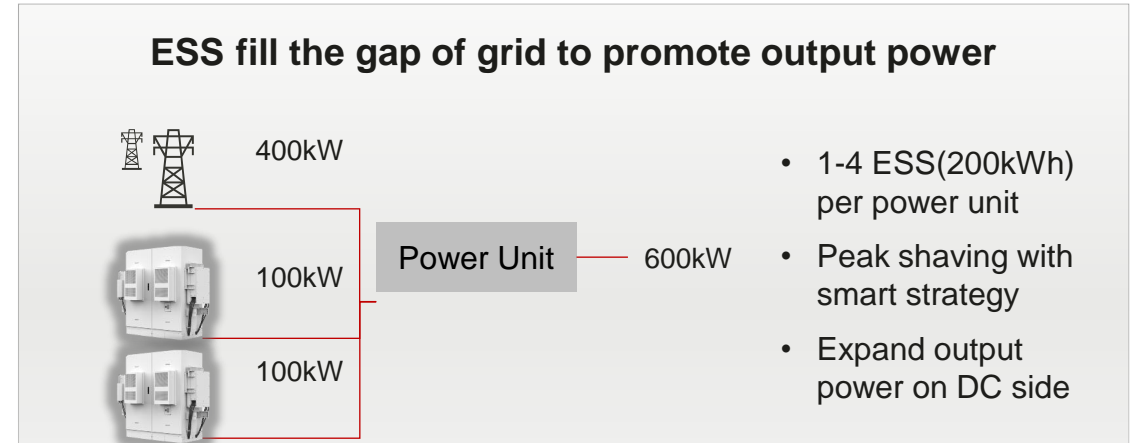 ESS fill the gap of grid to promote output power
400kW
100kW
100kW
Power Unit
600kW
• 1-4 ESS(200kWh)
per power unit
• Peak shaving with
smart strategy
• Expand output
power on DC side